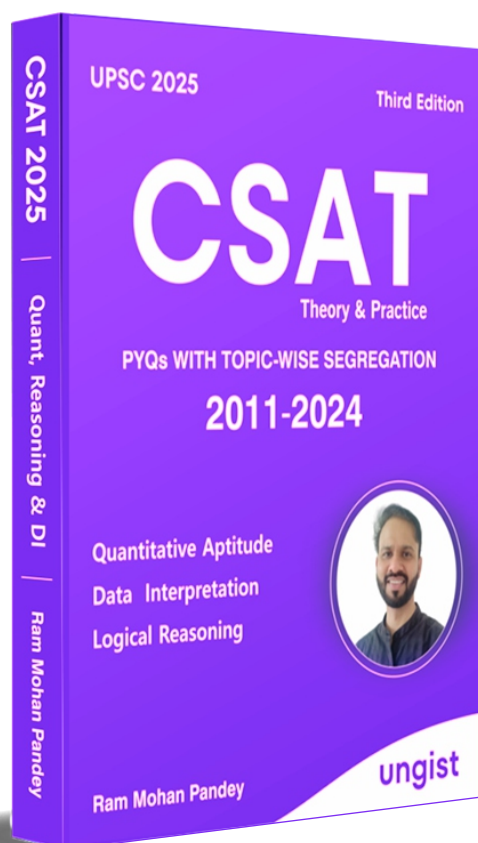 CSAT 2025 | Quant, Reasoning & DI | Ram Mohan Pandey
UPSC 2025
Third Edition
CSAT
Theory & Practice
PYQs WITH TOPIC-WISE SEGREGATION
2011-2024
Quantitative Aptitude
Data Interpretation
Logical Reasoning
Ram Mohan Pandey
ungist